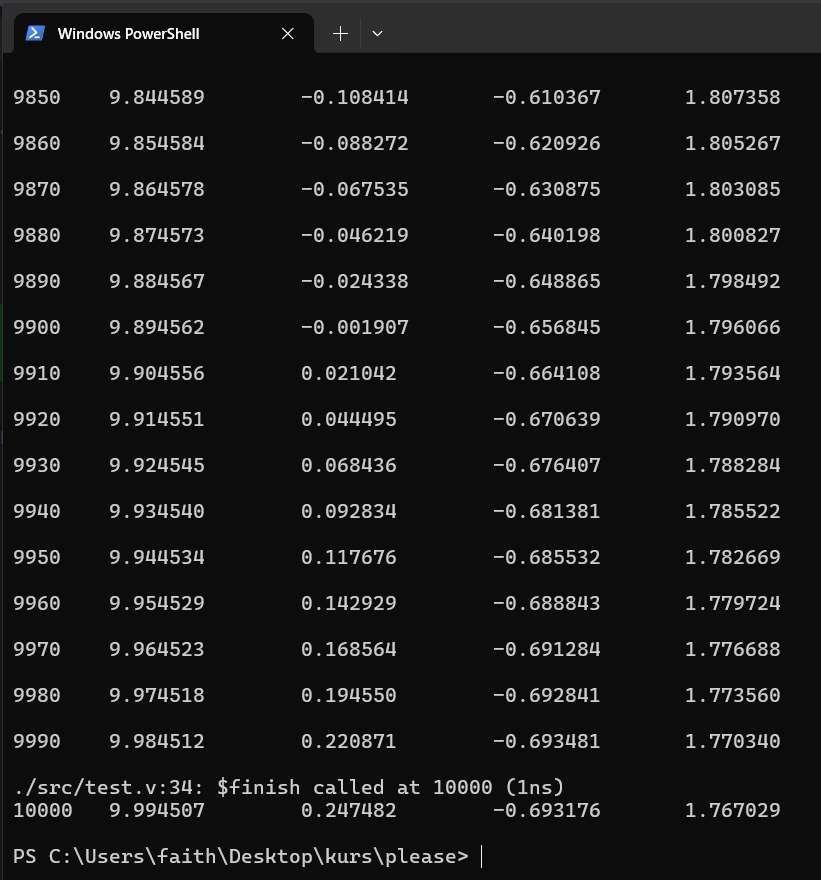 Windows PowerShell
9850 9.844589 -0.108414 -0.610367 1.807358
9860 9.854584 -0.088272 -0.620926 1.805267
9870 9.864578 -0.067535 -0.630875 1.803085
9880 9.874573 -0.046219 -0.640198 1.800827
9890 9.884567 -0.024338 -0.648865 1.798492
9900 9.894562 -0.001907 -0.656845 1.796066
9910 9.904556 0.021042 -0.664108 1.793564
9920 9.914551 0.044495 -0.670639 1.790970
9930 9.924545 0.068436 -0.676407 1.788284
9940 9.934540 0.092834 -0.681381 1.785522
9950 9.944534 0.117676 -0.685532 1.782669
9960 9.954529 0.142929 -0.688843 1.779724
9970 9.964523 0.168564 -0.691284 1.776688
9980 9.974518 0.194550 -0.692841 1.773560
9990 9.984512 0.220871 -0.693481 1.770340
./src/test.v:34: $finish called at 10000 (1ns)
10000 9.994507 0.247482 -0.693176 1.767029
PS C:\Users\faith\Desktop\kurs\please>